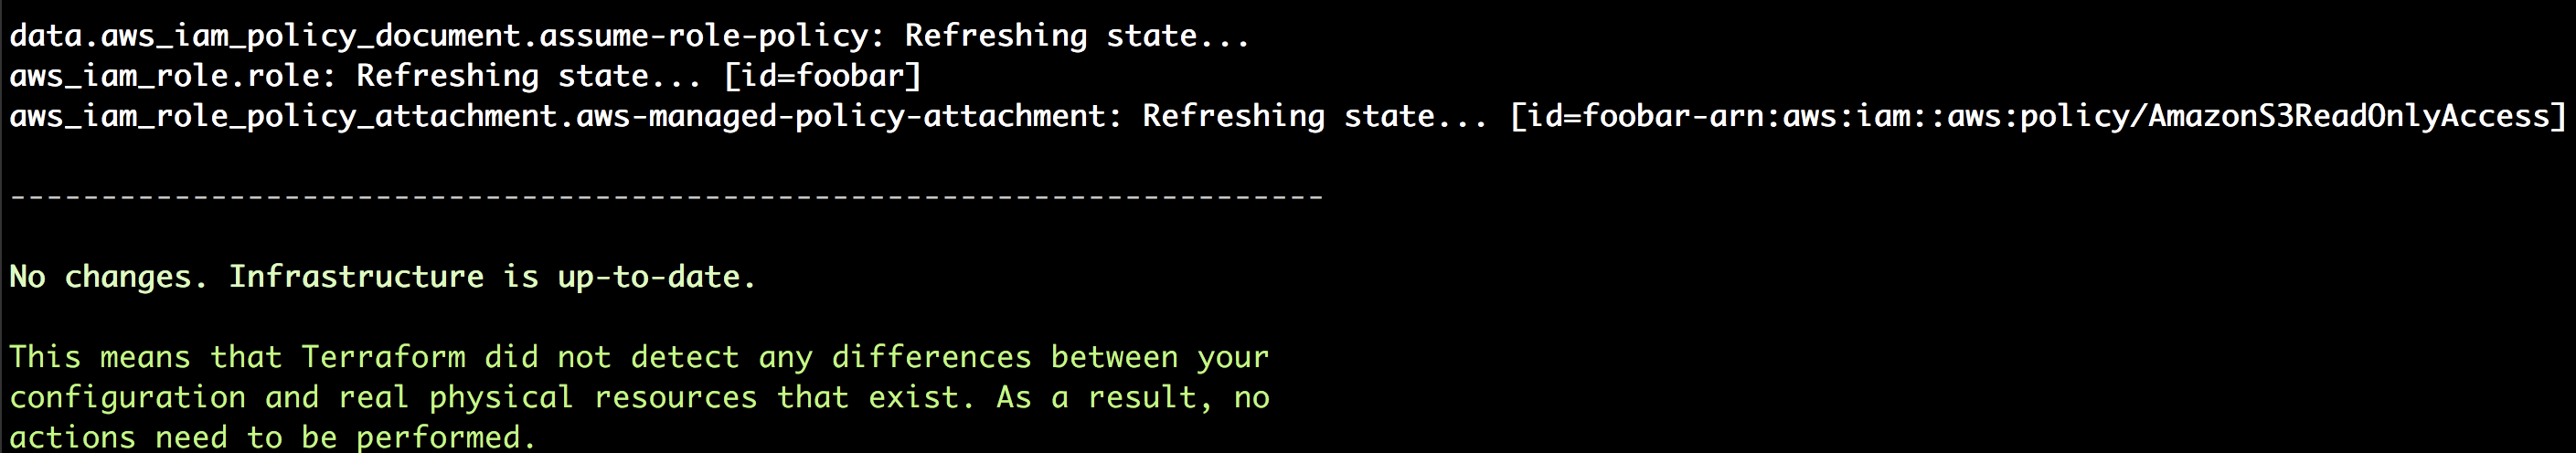 data.aws_iam_policy_document.assume-role-policy: Refreshing state...
aws_iam_role.role: Refreshing state... [id=foobar]
aws_iam_role_policy_attachment.aws-managed-policy-attachment: Refreshing state... [id=foobar-arn:aws:iam::aws:policy/AmazonS3ReadOnlyAccess]
------------------------------------------------------------------------
No changes. Infrastructure is up-to-date.
This means that Terraform did not detect any differences between your
configuration and real physical resources that exist. As a result, no
actions need to be performed.